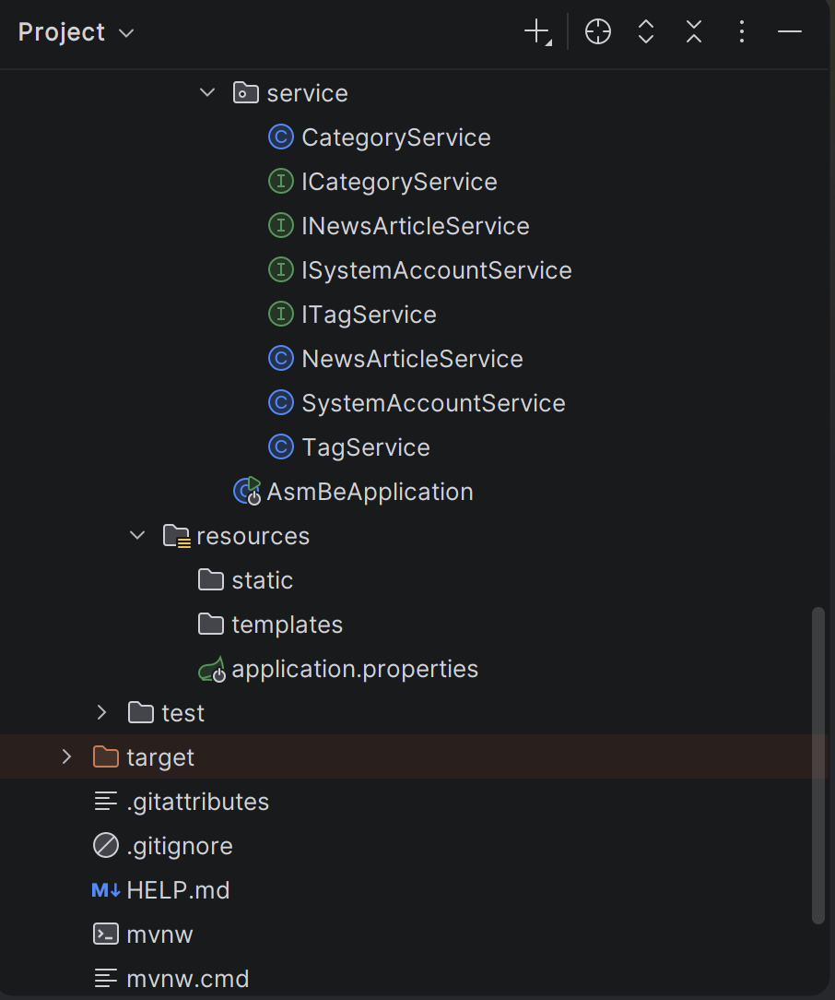 Project
service
CategoryService
ICategoryService
INewsArticleService
ISystemAccountService
ITagService
NewsArticleService
SystemAccountService
TagService
AsmBeApplication
resources
static
templates
application.properties
test
target
.gitattributes
.gitignore
HELP.md
mvnw
mvnw.cmd